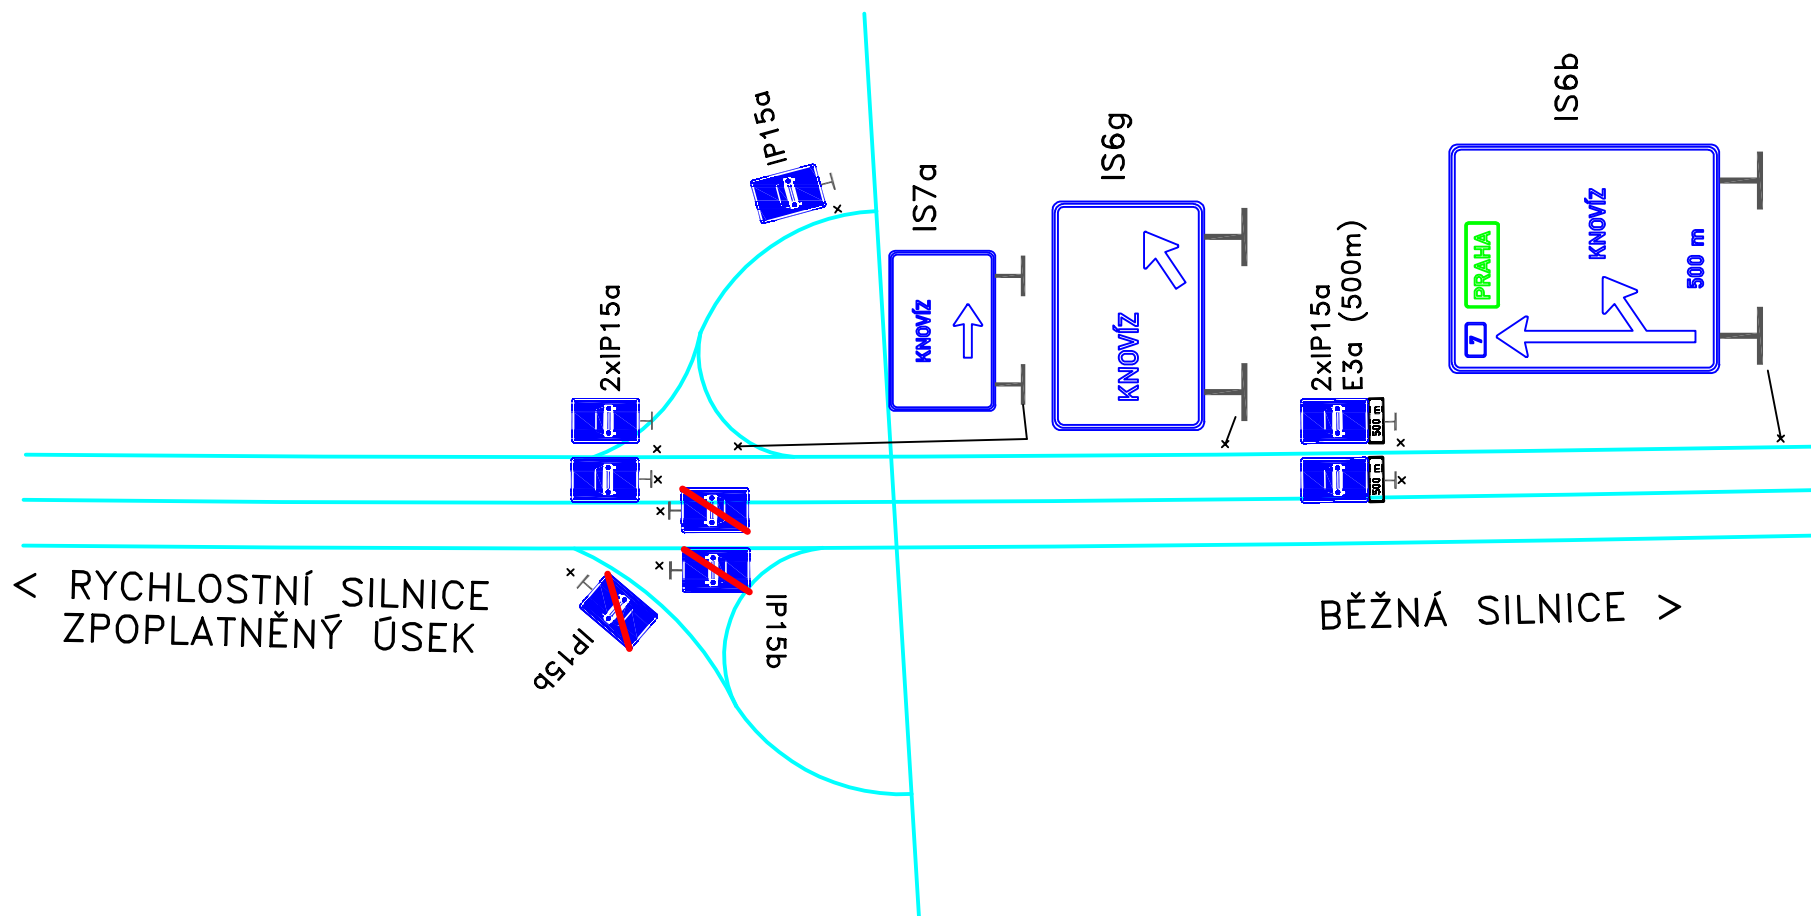 IP15a
2xIP15a
IS7a
KNOVÍZ
IS6g
KNOVÍZ
2xIP15a
E3a (500m)
500 m
500 m
IS6b
7 PRAHA
KNOVÍZ
500 m
< RYCHLOSTNÍ SILNICE
ZPOPLATNĚNÝ ÚSEK
IP15b
IP15b
BĚŽNÁ SILNICE >